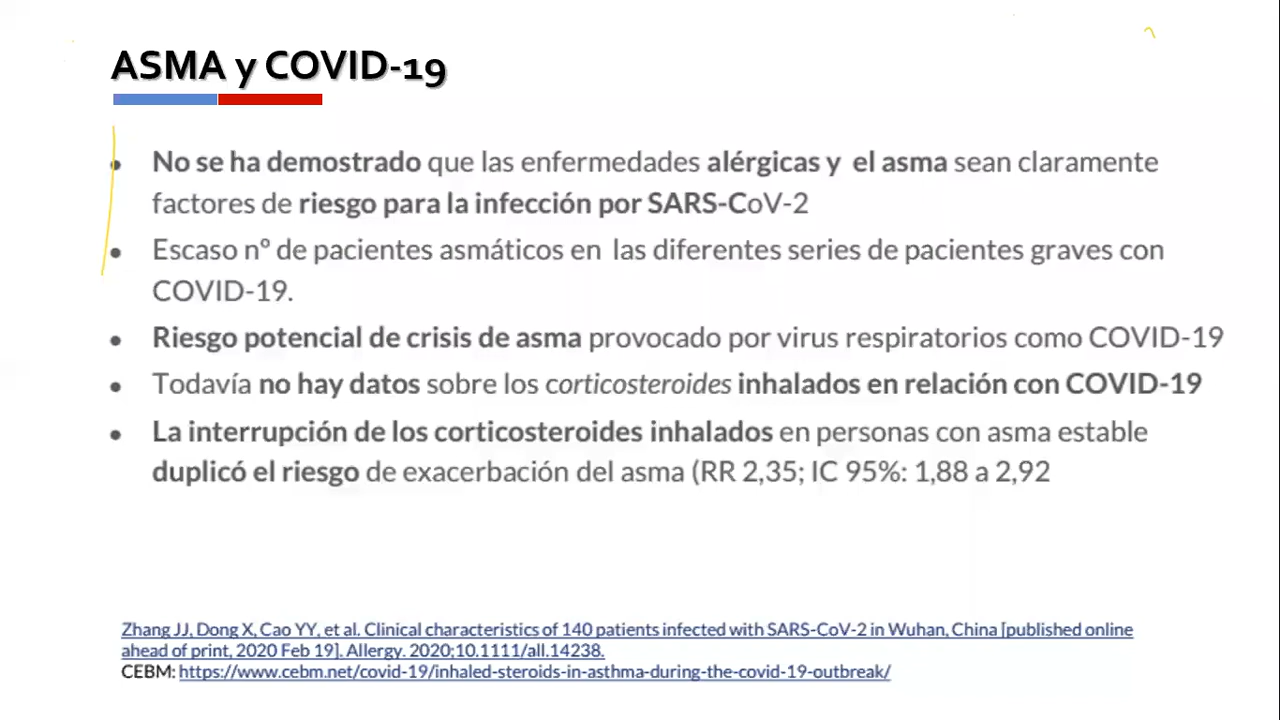 ASMA y COVID-19
• No se ha demostrado que las enfermedades alérgicas y el asma sean claramente
factores de riesgo para la infección por SARS-CoV-2
• Escaso nº de pacientes asmáticos en las diferentes series de pacientes graves con
COVID-19.
• Riesgo potencial de crisis de asma provocado por virus respiratorios como COVID-19
• Todavía no hay datos sobre los corticosteroides inhalados en relación con COVID-19
• La interrupción de los corticosteroides inhalados en personas con asma estable
duplicó el riesgo de exacerbación del asma (RR 2,35; IC 95%: 1,88 a 2,92
Zhang JJ, Dong X, Cao YY, et al. Clinical characteristics of 140 patients infected with SARS-CoV-2 in Wuhan, China [published online
ahead of print, 2020 Feb 19]. Allergy. 2020;10.1111/all.14238.
CEBM: https://www.cebm.net/covid-19/inhaled-steroids-in-asthma-during-the-covid-19-outbreak/